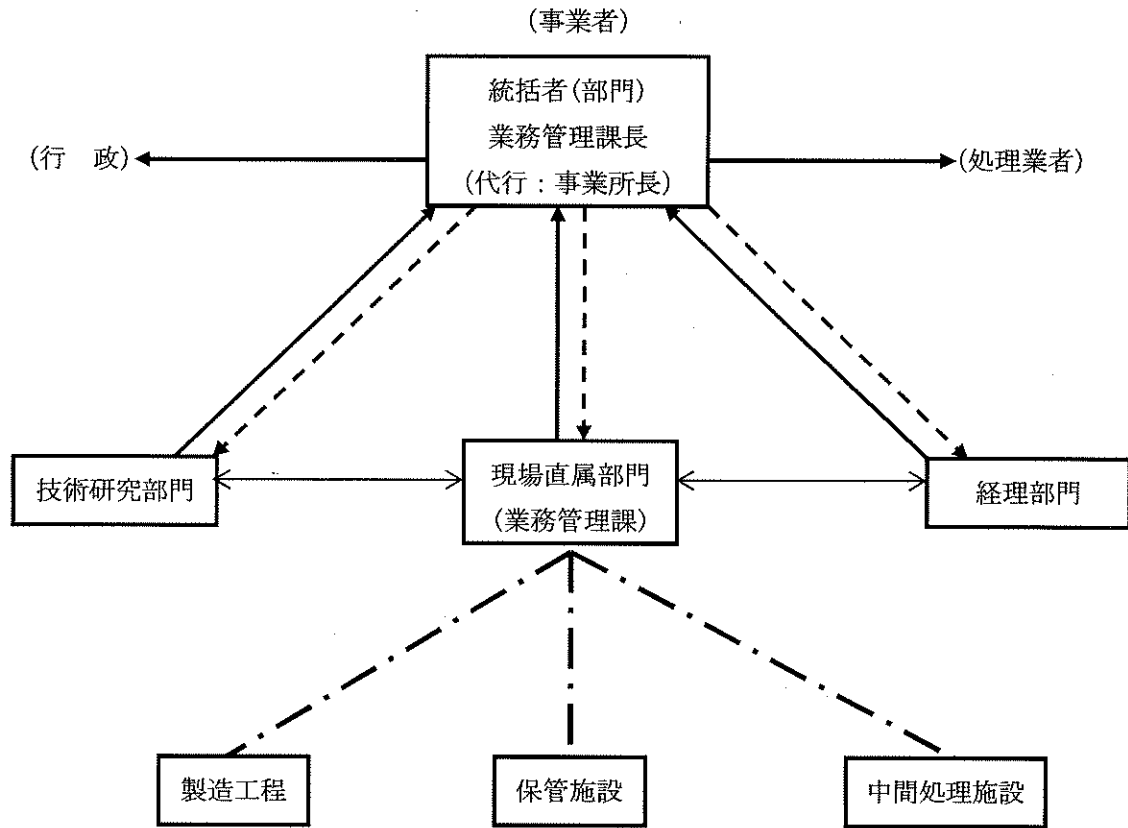 (事業者)
統括者(部門)
業務管理課長
(代行：事業所長)
(行　政)
(処理業者)
技術研究部門
現場直属部門
(業務管理課)
経理部門
製造工程
保管施設
中間処理施設